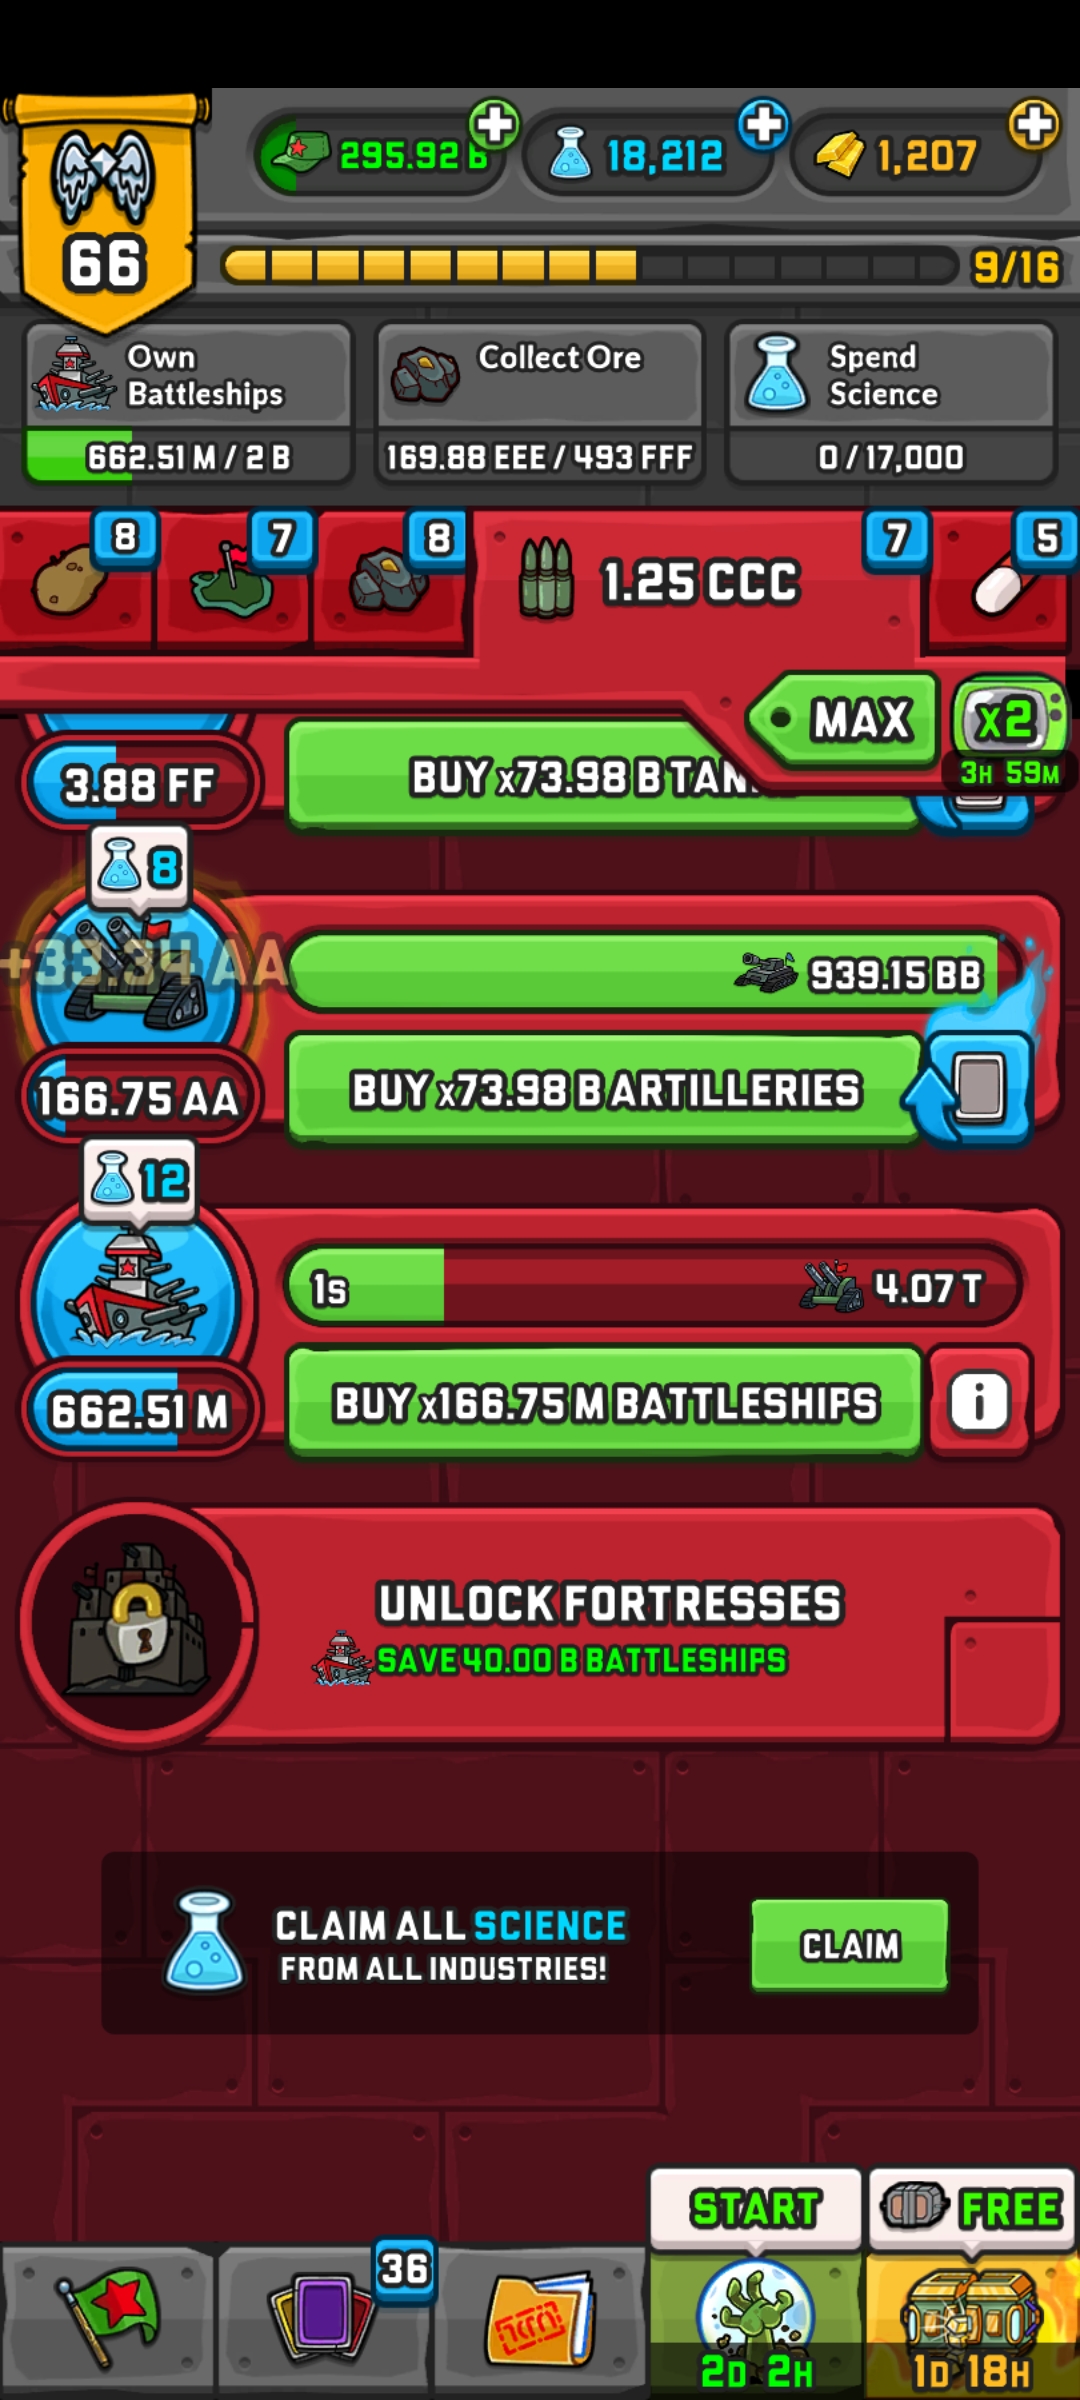 295.92 B
18,212
1,207
66
9/16
Own
Battleships
662.51 M / 2 B
Collect Ore
169.88 EEE / 493 FFF
Spend
Science
0 / 17,000
8
7
8
1.25 CCC
7
5
MAX
x2
3H 59M
3.88 FF
BUY x73.98 B TAN...
8
+33.34 AA
939.15 BB
166.75 AA
BUY x73.98 B ARTILLERIES
12
1s
4.07 T
662.51 M
BUY x166.75 M BATTLESHIPS
i
UNLOCK FORTRESSES
SAVE 40.00 B BATTLESHIPS
CLAIM ALL SCIENCE
FROM ALL INDUSTRIES!
CLAIM
START
FREE
36
2D 2H
1D 18H